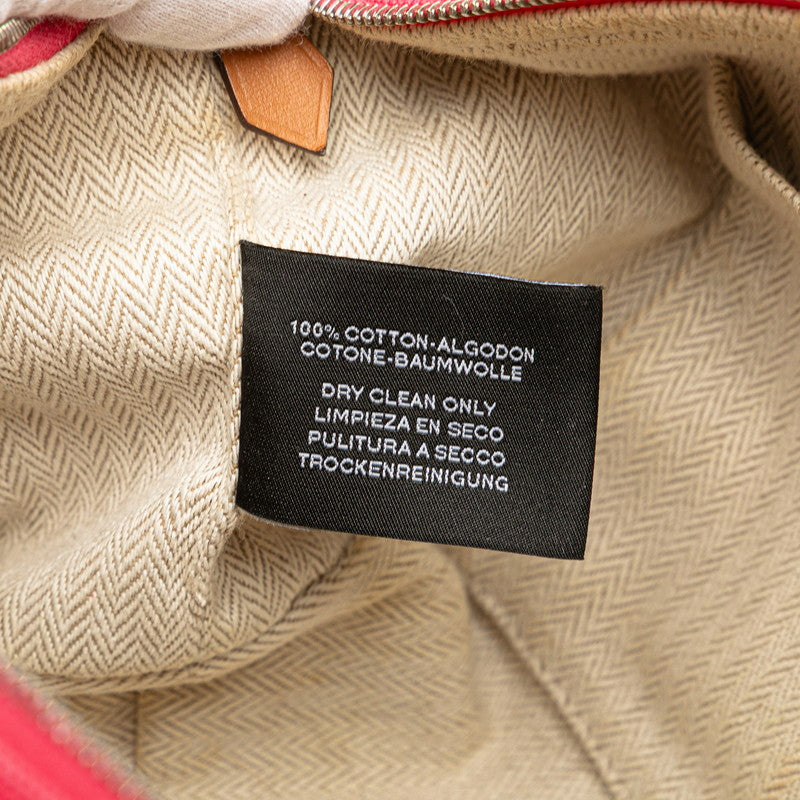 100% COTTON-ALGODON
COTONE-BAUMWOLLE
DRY CLEAN ONLY
LIMPIEZA EN SECO
PULITURA A SECCO
TROCKENREINIGUNG